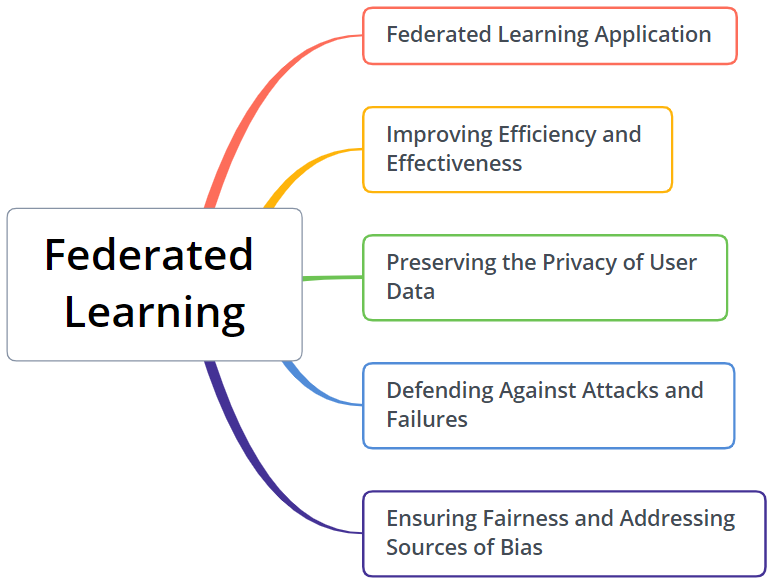 Federated Learning Application
Improving Efficiency and
Effectiveness
Federated
Learning
Preserving the Privacy of User
Data
Defending Against Attacks and
Failures
Ensuring Fairness and Addressing
Sources of Bias